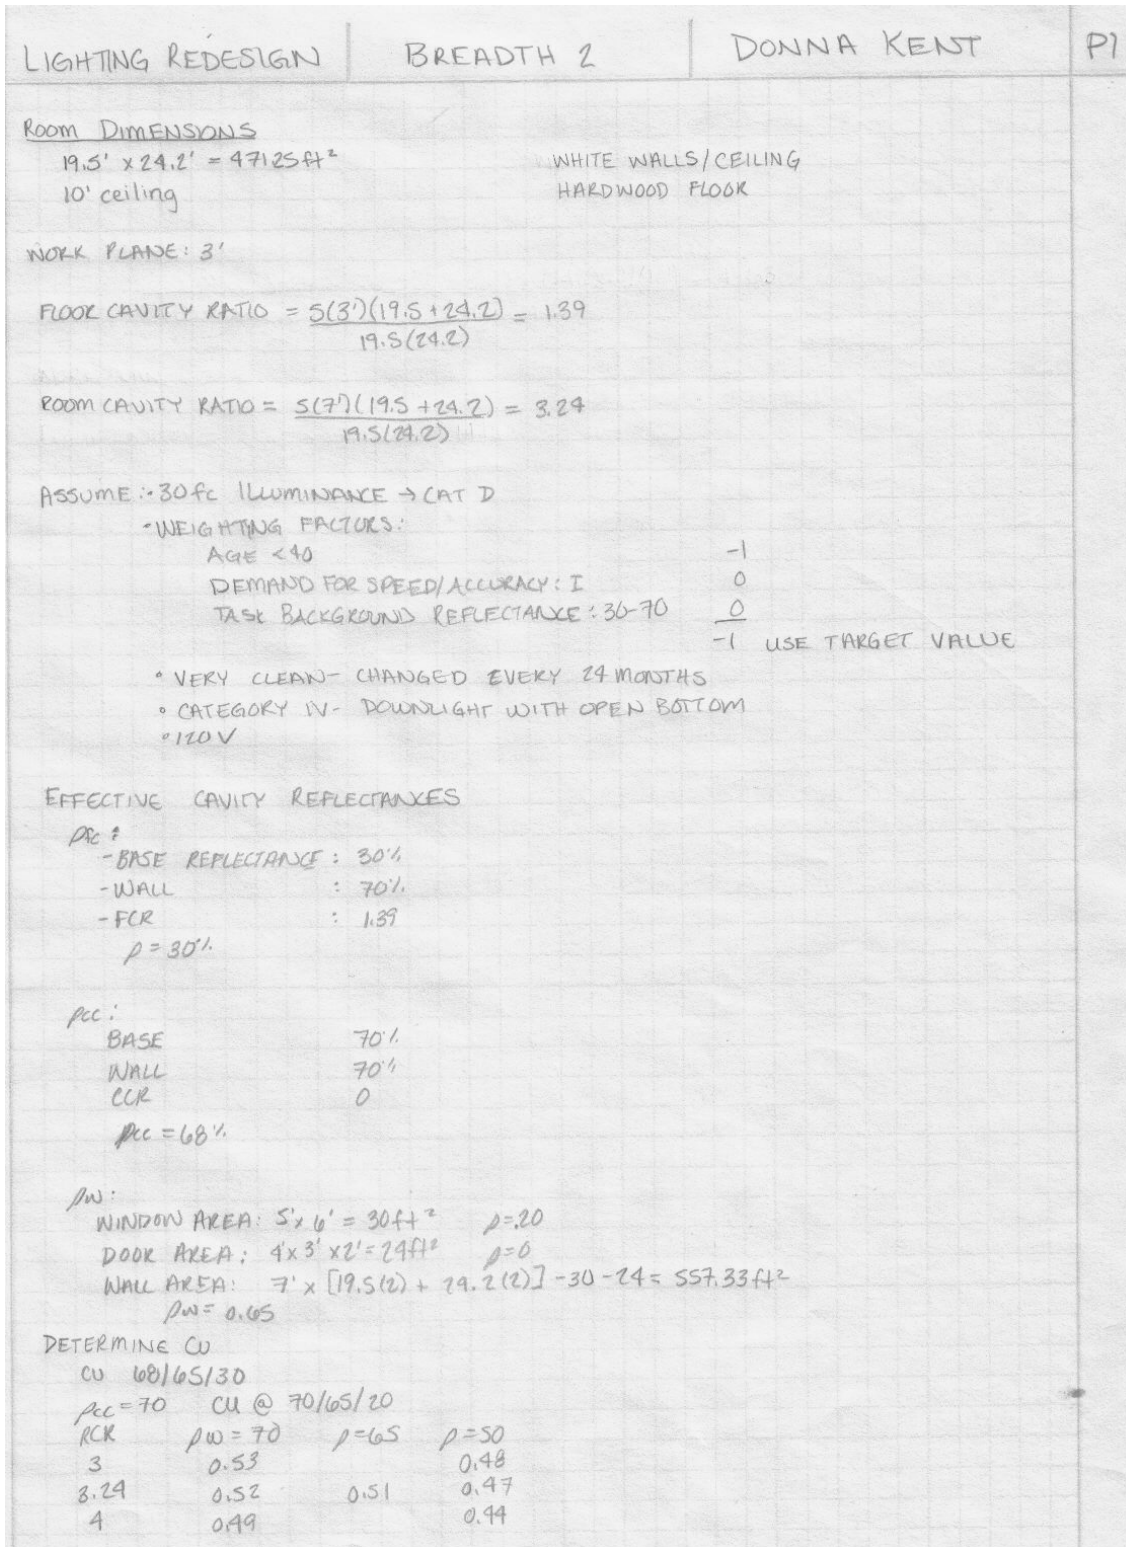 LIGHTING REDESIGN BREADTH 2 DONNA KENT P1
ROOM DIMENSIONS
19.5' x 24.2' = 47125ft²
WHITE WALLS/CEILING
10' ceiling
HARDWOOD FLOOR
WORK PLANE: 3'
FLOOR CAVITY RATIO = 5(3')(19.5 + 24.2) = 1.39
19.5(24.2)
ROOM CAVITY RATIO = 5(7')(19.5 + 24.2) = 3.24
19.5(24.2)
ASSUME: • 30 fc ILLUMINANCE → CAT D
- WEIGHTING FACTORS:
AGE <40 -1
DEMAND FOR SPEED/ACCURACY: I 0
TASK BACKGROUND REFLECTANCE: 30-70 0
-1 USE TARGET VALUE
• VERY CLEAN- CHANGED EVERY 24 MONTHS
• CATEGORY IV- DOWNLIGHT WITH OPEN BOTTOM
• 120V
EFFECTIVE CAVITY REFLECTANCES
ρfc:
- BASE REFLECTANCE: 30%
- WALL : 70%
- FCR : 1.39
ρ = 30%
ρcc:
BASE 70%
WALL 70%
CCR 0
ρcc = 68%
ρw:
WINDOW AREA: 5' x 6' = 30ft² ρ=.20
DOOR AREA: 4' x 3' x 2' = 24ft² ρ=0
WALL AREA: 7' x [19.5(2) + 24.2(2)] -30 -24 = 557.33 ft²
ρw = 0.65
DETERMINE CU
CU 68/65/30
ρcc = 70 CU @ 70/65/20
RCR ρw = 70 ρ=65 ρ=50
3 0.53 0.48
3.24 0.52 0.51 0.47
4 0.49 0.44